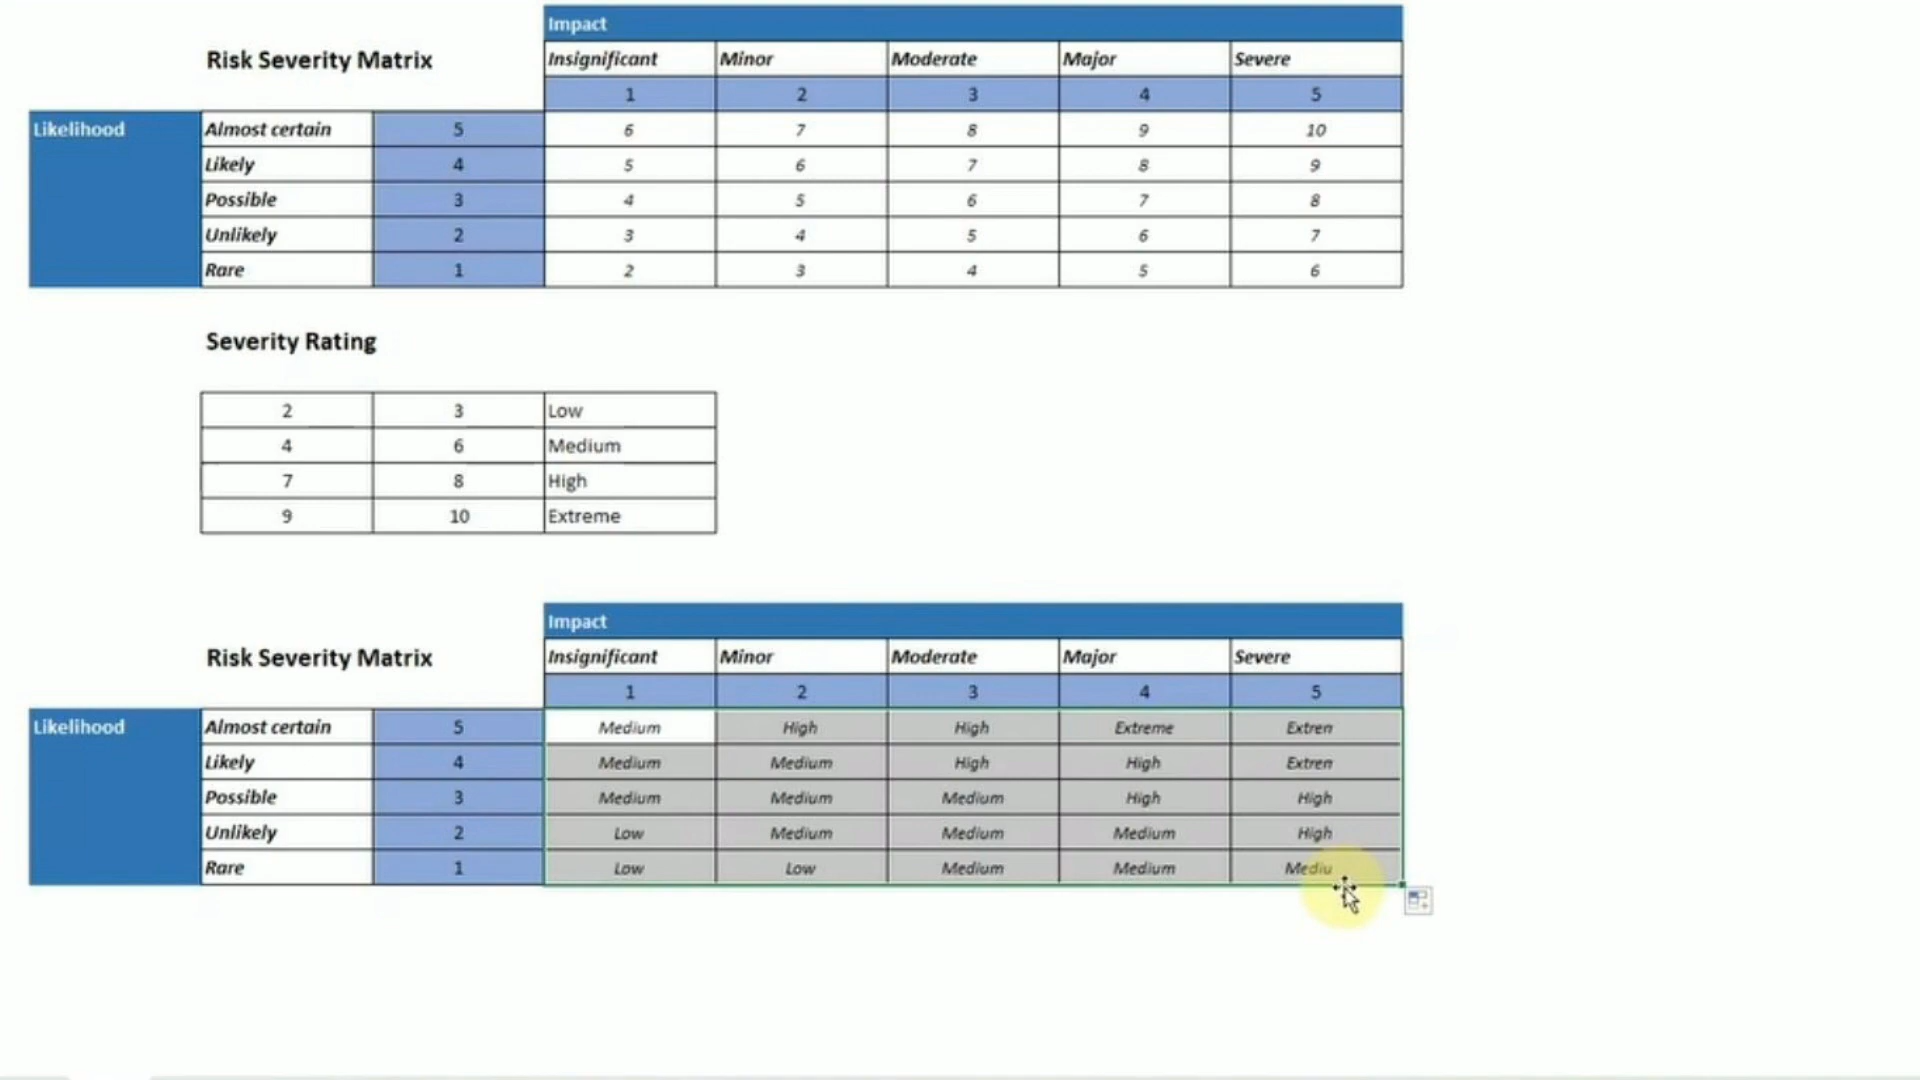 Impact
Risk Severity Matrix Insignificant Minor Moderate Major Severe
1 2 3 4 5
Likelihood Almost certain 5 6 7 8 9 10
Likely 4 5 6 7 8 9
Possible 3 4 5 6 7 8
Unlikely 2 3 4 5 6 7
Rare 1 2 3 4 5 6
Severity Rating
2 3 Low
4 6 Medium
7 8 High
9 10 Extreme
Impact
Risk Severity Matrix Insignificant Minor Moderate Major Severe
1 2 3 4 5
Likelihood Almost certain 5 Medium High High Extreme Extren
Likely 4 Medium Medium High High Extren
Possible 3 Medium Medium Medium High High
Unlikely 2 Low Medium Medium Medium High
Rare 1 Low Low Medium Medium Mediu